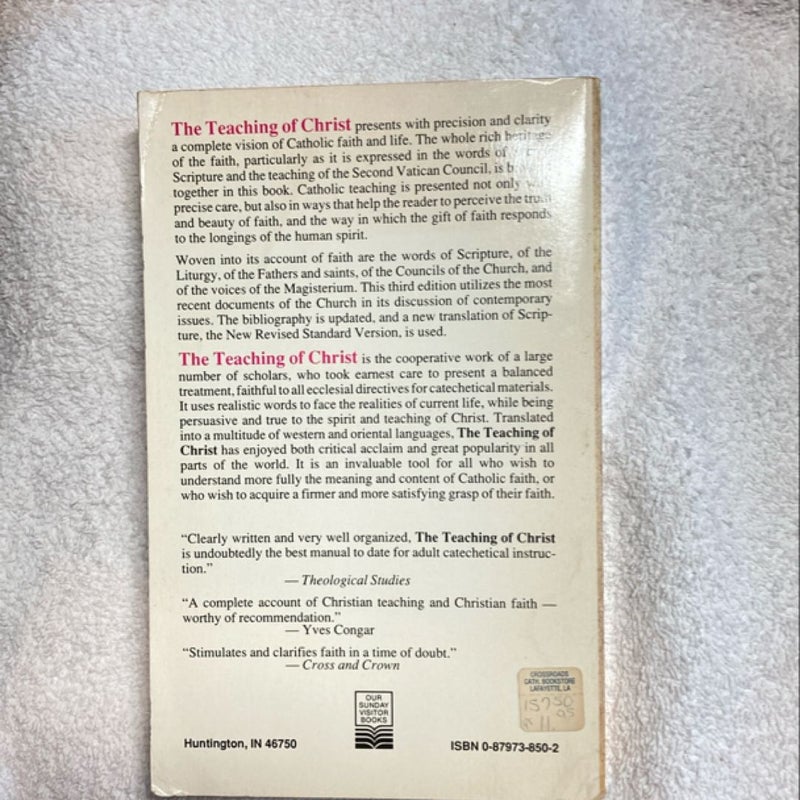 The Teaching of Christ presents with precision and clarity
a complete vision of Catholic faith and life. The whole rich heritage
of the faith, particularly as it is expressed in the words of
Scripture and the teaching of the Second Vatican Council, is
together in this book. Catholic teaching is presented not only
precise care, but also in ways that help the reader to perceive the truth
and beauty of faith, and the way in which the gift of faith responds
to the longings of the human spirit.
Woven into its account of faith are the words of Scripture, of the
Liturgy, of the Fathers and saints, of the Councils of the Church, and
of the voices of the Magisterium. This third edition utilizes the most
recent documents of the Church in its discussion of contemporary
issues. The bibliography is updated, and a new translation of Scrip-
ture, the New Revised Standard Version, is used.
The Teaching of Christ is the cooperative work of a large
number of scholars, who took earnest care to present a balanced
treatment, faithful to all ecclesial directives for catechetical materials.
It uses realistic words to face the realities of current life, while being
persuasive and true to the spirit and teaching of Christ. Translated
into a multitude of western and oriental languages, The Teaching of
Christ has enjoyed both critical acclaim and great popularity in all
parts of the world. It is an invaluable tool for all who wish to
understand more fully the meaning and content of Catholic faith, or
who wish to acquire a firmer and more satisfying grasp of their faith.
“Clearly written and very well organized, The Teaching of Christ
is undoubtedly the best manual to date for adult catechetical instruc-
tion.”
— Theological Studies
“A complete account of Christian teaching and Christian faith —
worthy of recommendation.”
— Yves Congar
“Stimulates and clarifies faith in a time of doubt.”
— Cross and Crown
CROSSROADS
CATH. BOOKSTORE
LAFAYETTE, LA
OUR
SUNDAY
VISITOR
BOOKS
Huntington, IN 46750
ISBN 0-87973-850-2